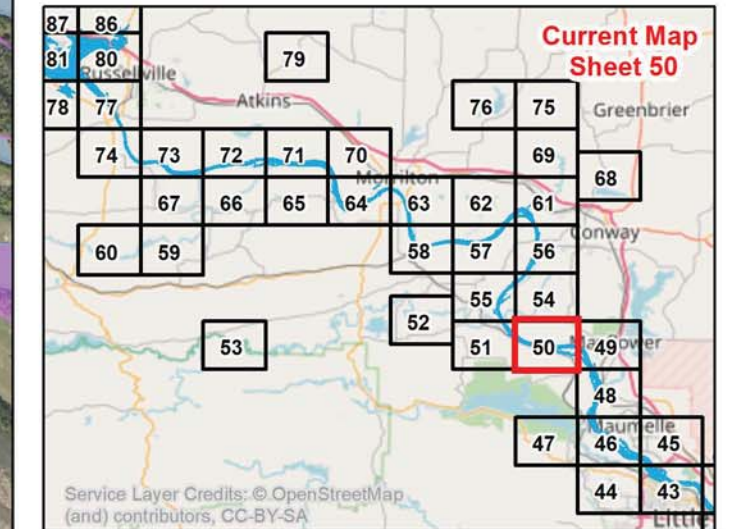 87 86
Current Map
Sheet 50
81 80 79
Russellville
78 77 Atkins 76 75 Greenbrier
74 73 72 71 70 69
Morrilton 68
67 66 65 64 63 62 61
Conway
60 59 58 57 56
55 54
52
53 51 50 49
48
Maumelle
47 46 45
44 43
Little
Service Layer Credits: © OpenStreetMap
(and) contributors, CC-BY-SA